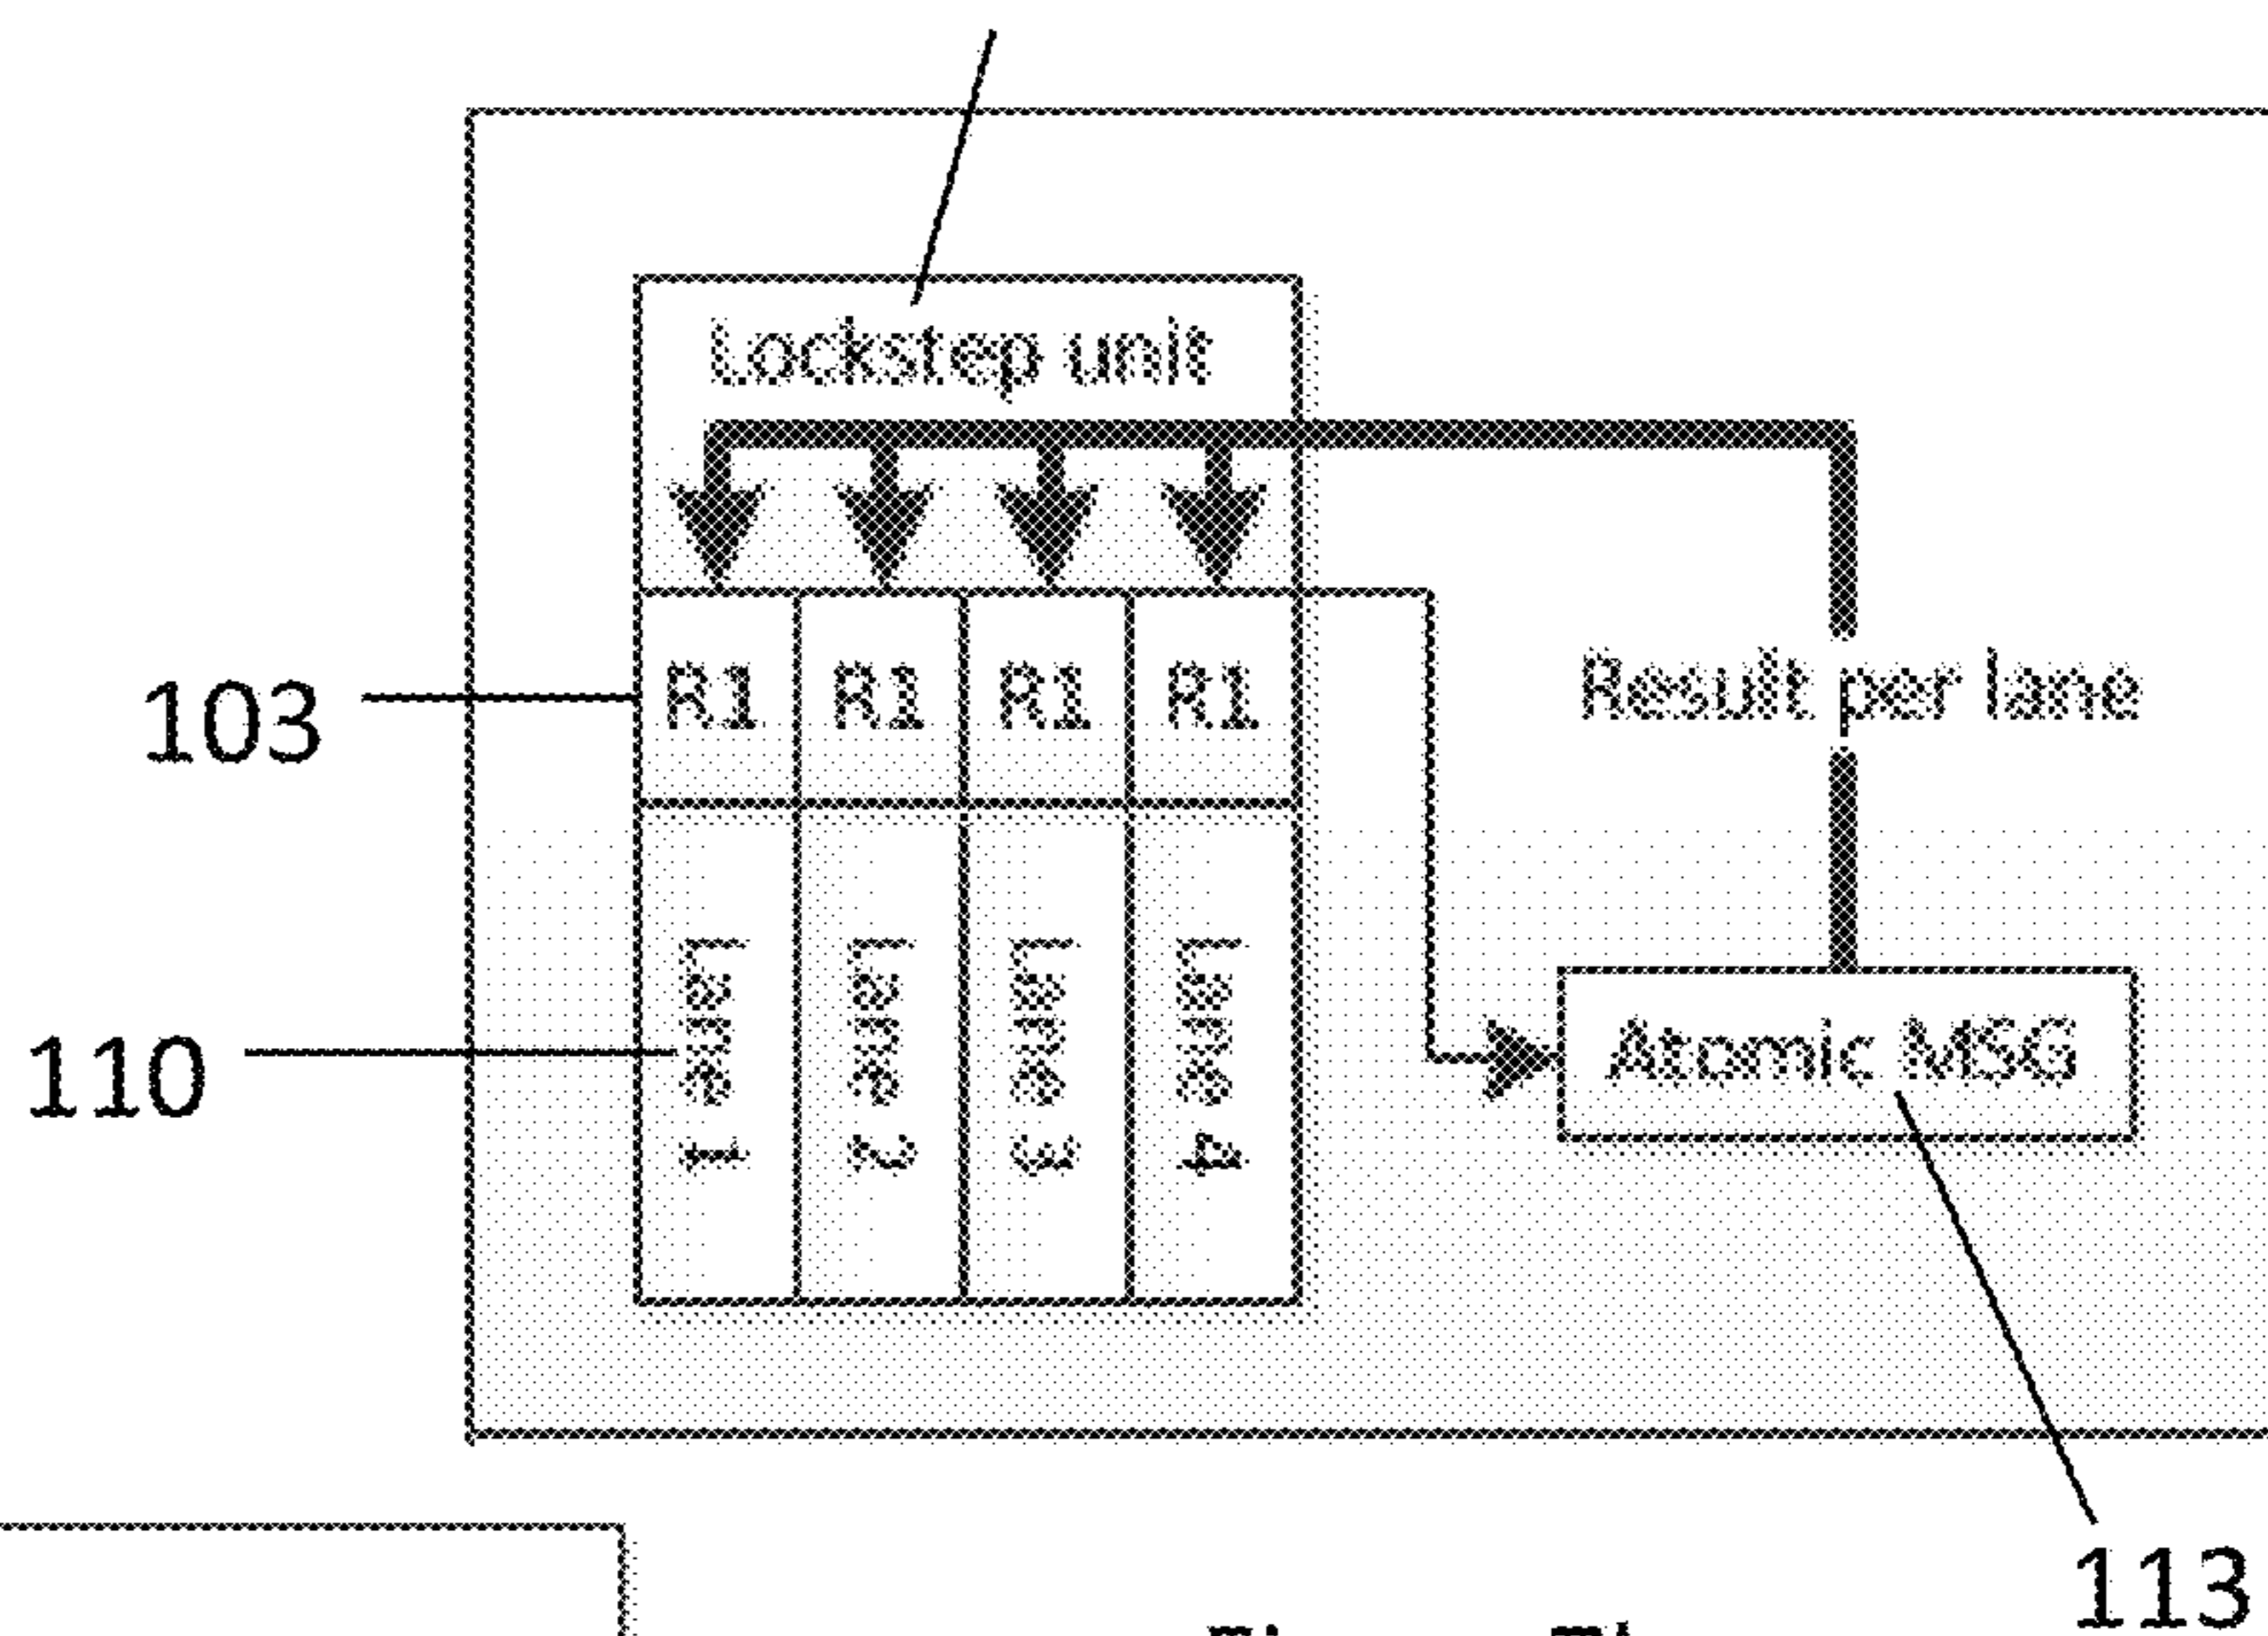 Lockstep unit
103
R1 R1 R1 R1
Result per lane
110
Lane 1
Lane 2
Lane 3
Lane 4
Atomic MSG
113